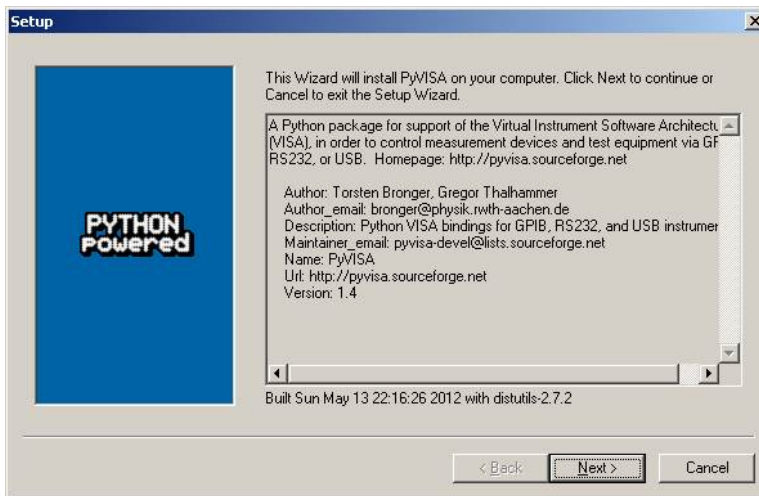 Setup
PYTHON
powered
This Wizard will install PyVISA on your computer. Click Next to continue or
Cancel to exit the Setup Wizard.
A Python package for support of the Virtual Instrument Software Architectu
(VISA), in order to control measurement devices and test equipment via GP
RS232, or USB. Homepage: http://pyvisa.sourceforge.net
Author: Torsten Bronger, Gregor Thalhammer
Author_email: bronger@physik.rwth-aachen.de
Description: Python VISA bindings for GPIB, RS232, and USB instrumer
Maintainer_email: pyvisa-devel@lists.sourceforge.net
Name: PyVISA
Url: http://pyvisa.sourceforge.net
Version: 1.4
Built Sun May 13 22:16:26 2012 with distutils-2.7.2
< Back
Next >
Cancel